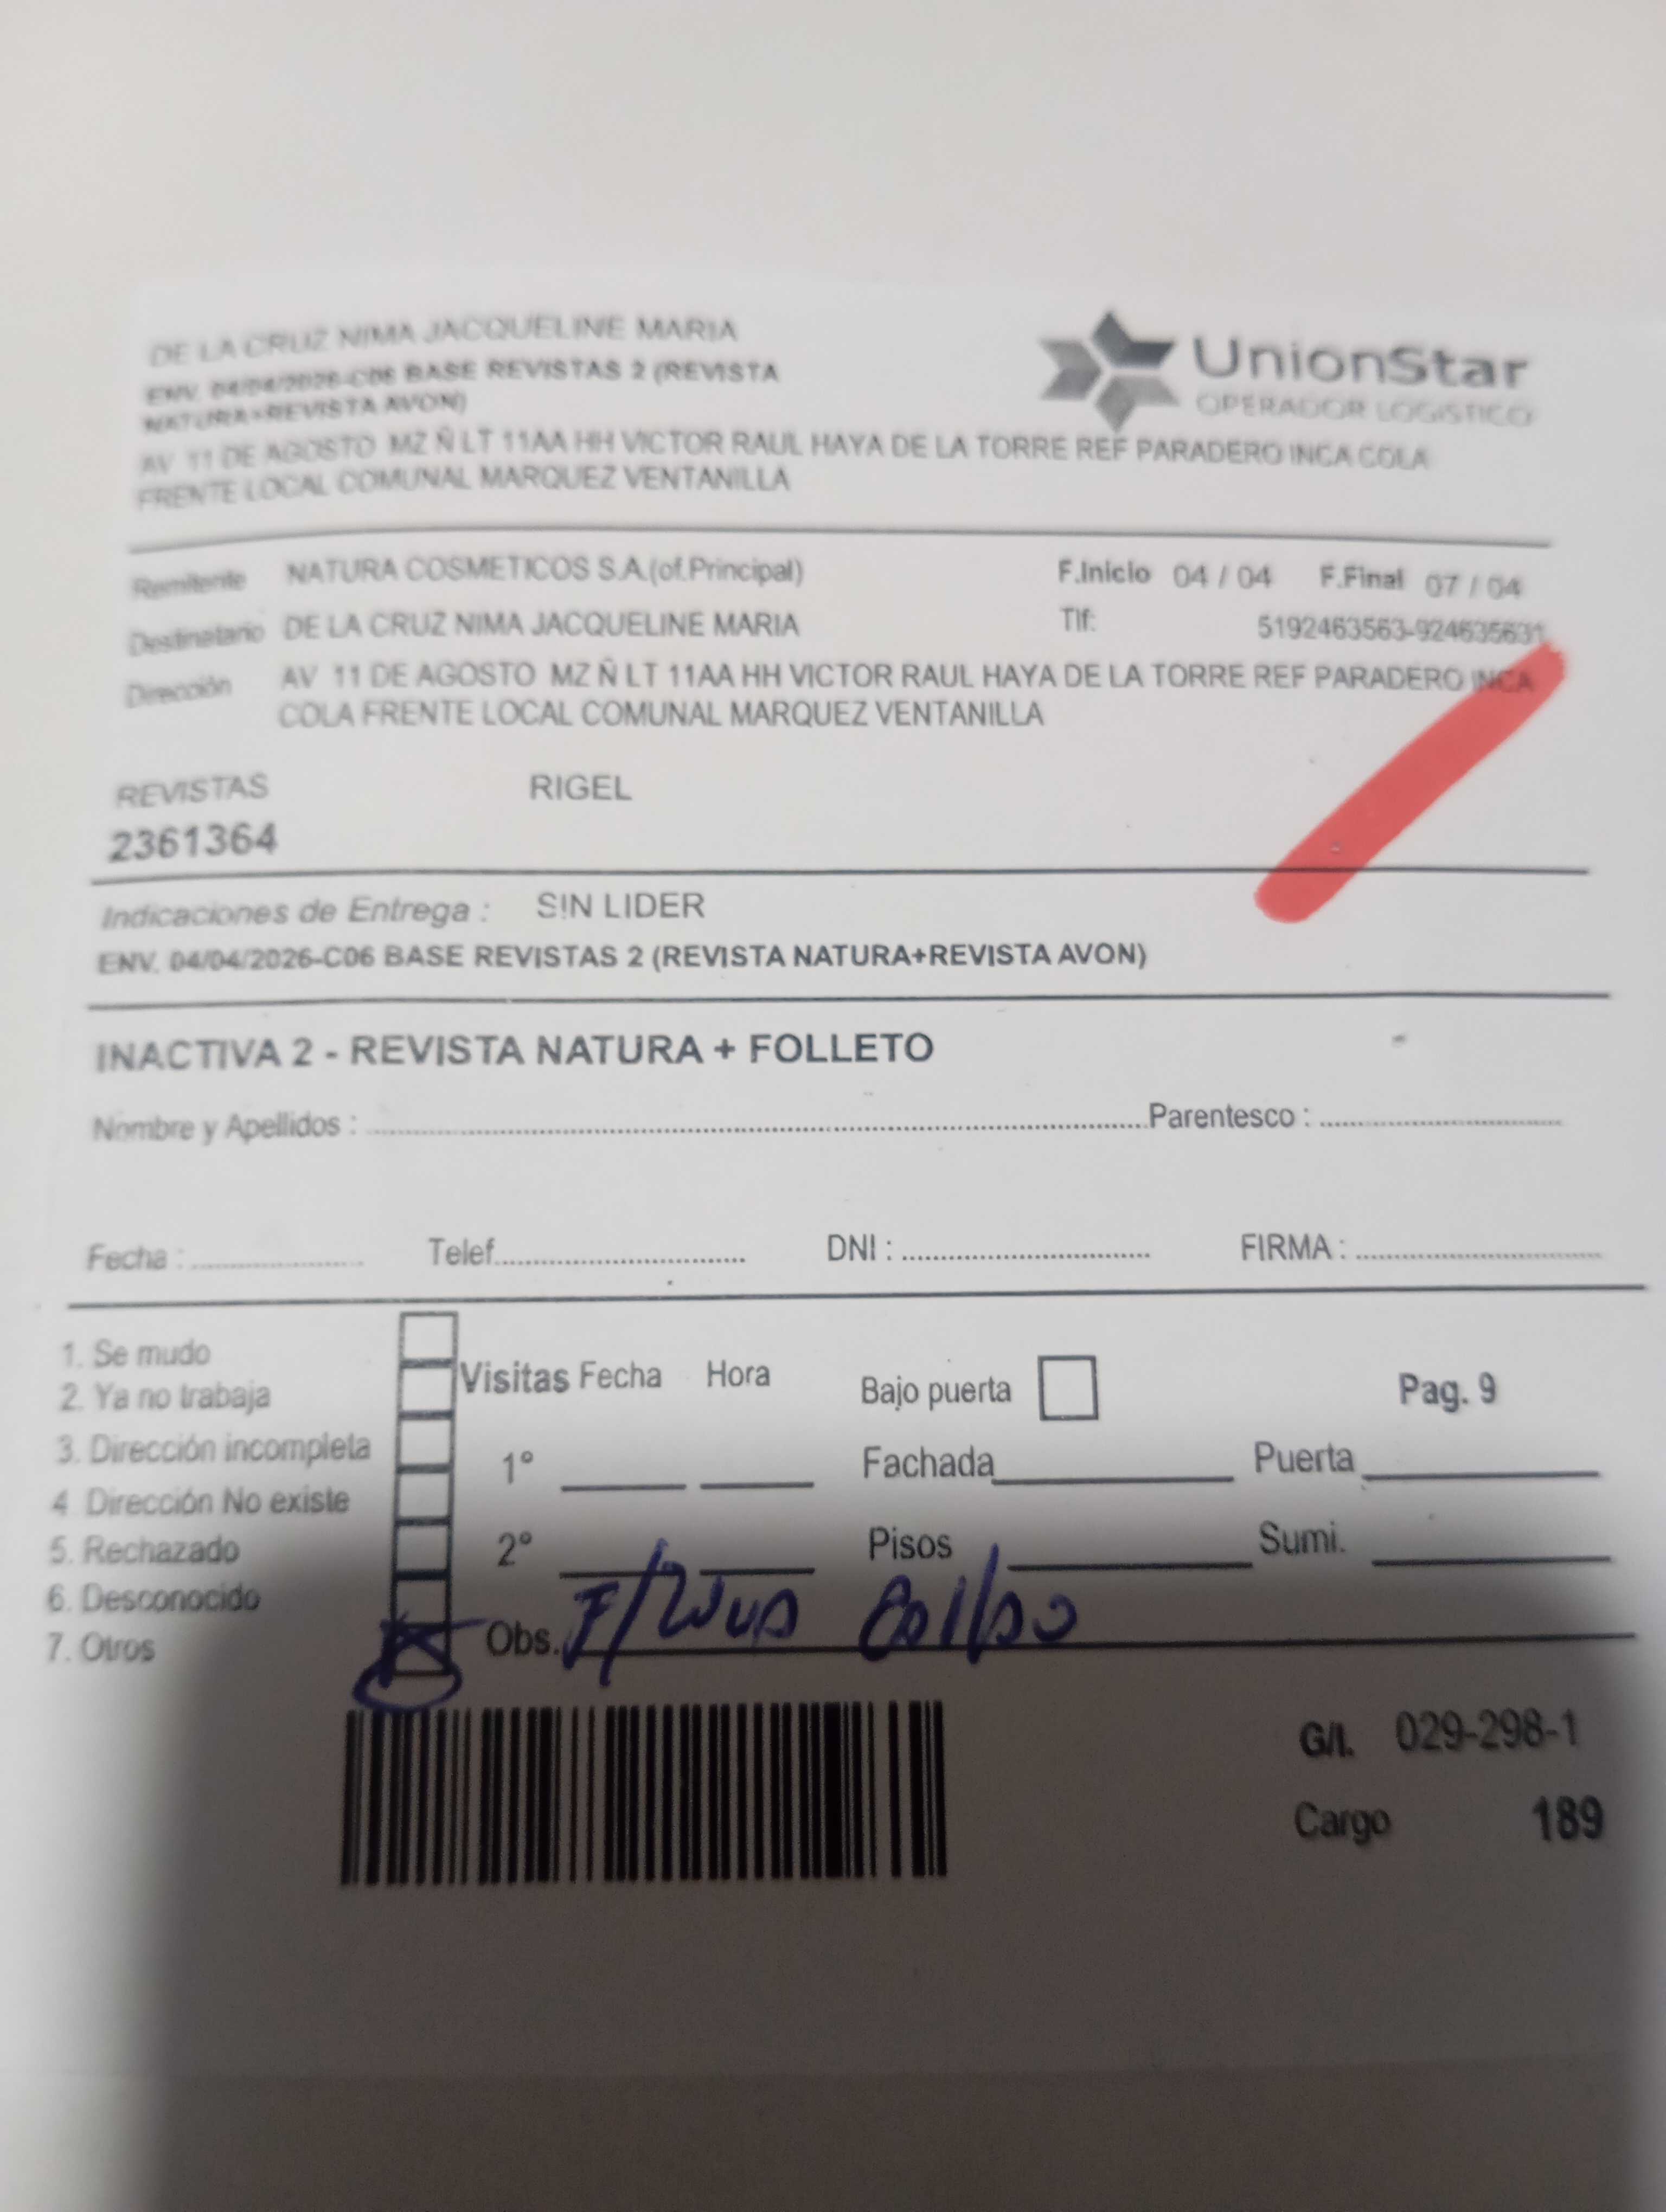 DE LA CRUZ NIMA JACQUELINE MARIA
ENV. 04/04/2026-C06 BASE REVISTAS 2 (REVISTA
NATURA+REVISTA AVON)
UnionStar
OPERADOR LOGISTICO
AV 11 DE AGOSTO MZ Ñ LT 11AA HH VICTOR RAUL HAYA DE LA TORRE REF PARADERO INCA COLA
FRENTE LOCAL COMUNAL MARQUEZ VENTANILLA
Remitente NATURA COSMETICOS S.A.(of.Principal) F.Inicio 04 / 04 F.Final 07 / 04
Destinatario DE LA CRUZ NIMA JACQUELINE MARIA Tlf: 5192463563-924635631
Dirección AV 11 DE AGOSTO MZ Ñ LT 11AA HH VICTOR RAUL HAYA DE LA TORRE REF PARADERO INCA
COLA FRENTE LOCAL COMUNAL MARQUEZ VENTANILLA
REVISTAS RIGEL
2361364
Indicaciones de Entrega : SIN LIDER
ENV. 04/04/2026-C06 BASE REVISTAS 2 (REVISTA NATURA+REVISTA AVON)
INACTIVA 2 - REVISTA NATURA + FOLLETO
Nombre y Apellidos : Parentesco :
Fecha : Telef. DNI : FIRMA :
1. Se mudo
2. Ya no trabaja
3. Dirección incompleta
4 Dirección No existe
5. Rechazado
6. Desconocido
7. Otros
Visitas Fecha Hora
1°
2°
Bajo puerta Pag. 9
Fachada Puerta
Pisos Sumi.
Obs.
G/I. 029-298-1
Cargo 189